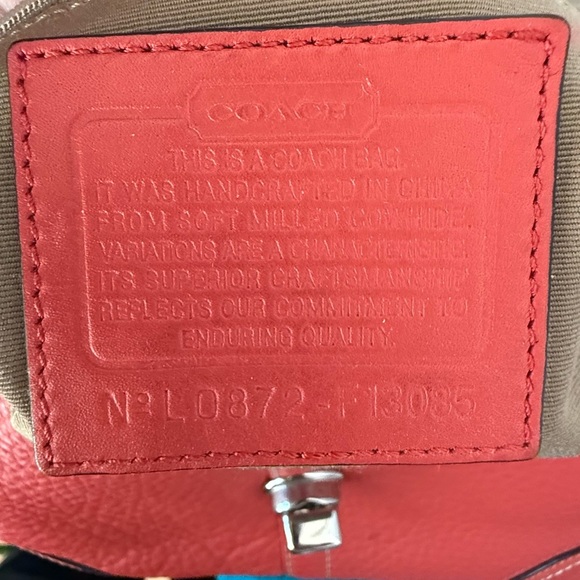 COACH
THIS IS A COACH BAG.
IT WAS HANDCRAFTED IN CHINA
FROM SOFT MILLED COWHIDE.
VARIATIONS ARE A CHARACTERISTIC.
ITS SUPERIOR CRAFTSMANSHIP
REFLECTS OUR COMMITMENT TO
ENDURING QUALITY.
No L0872-F13085